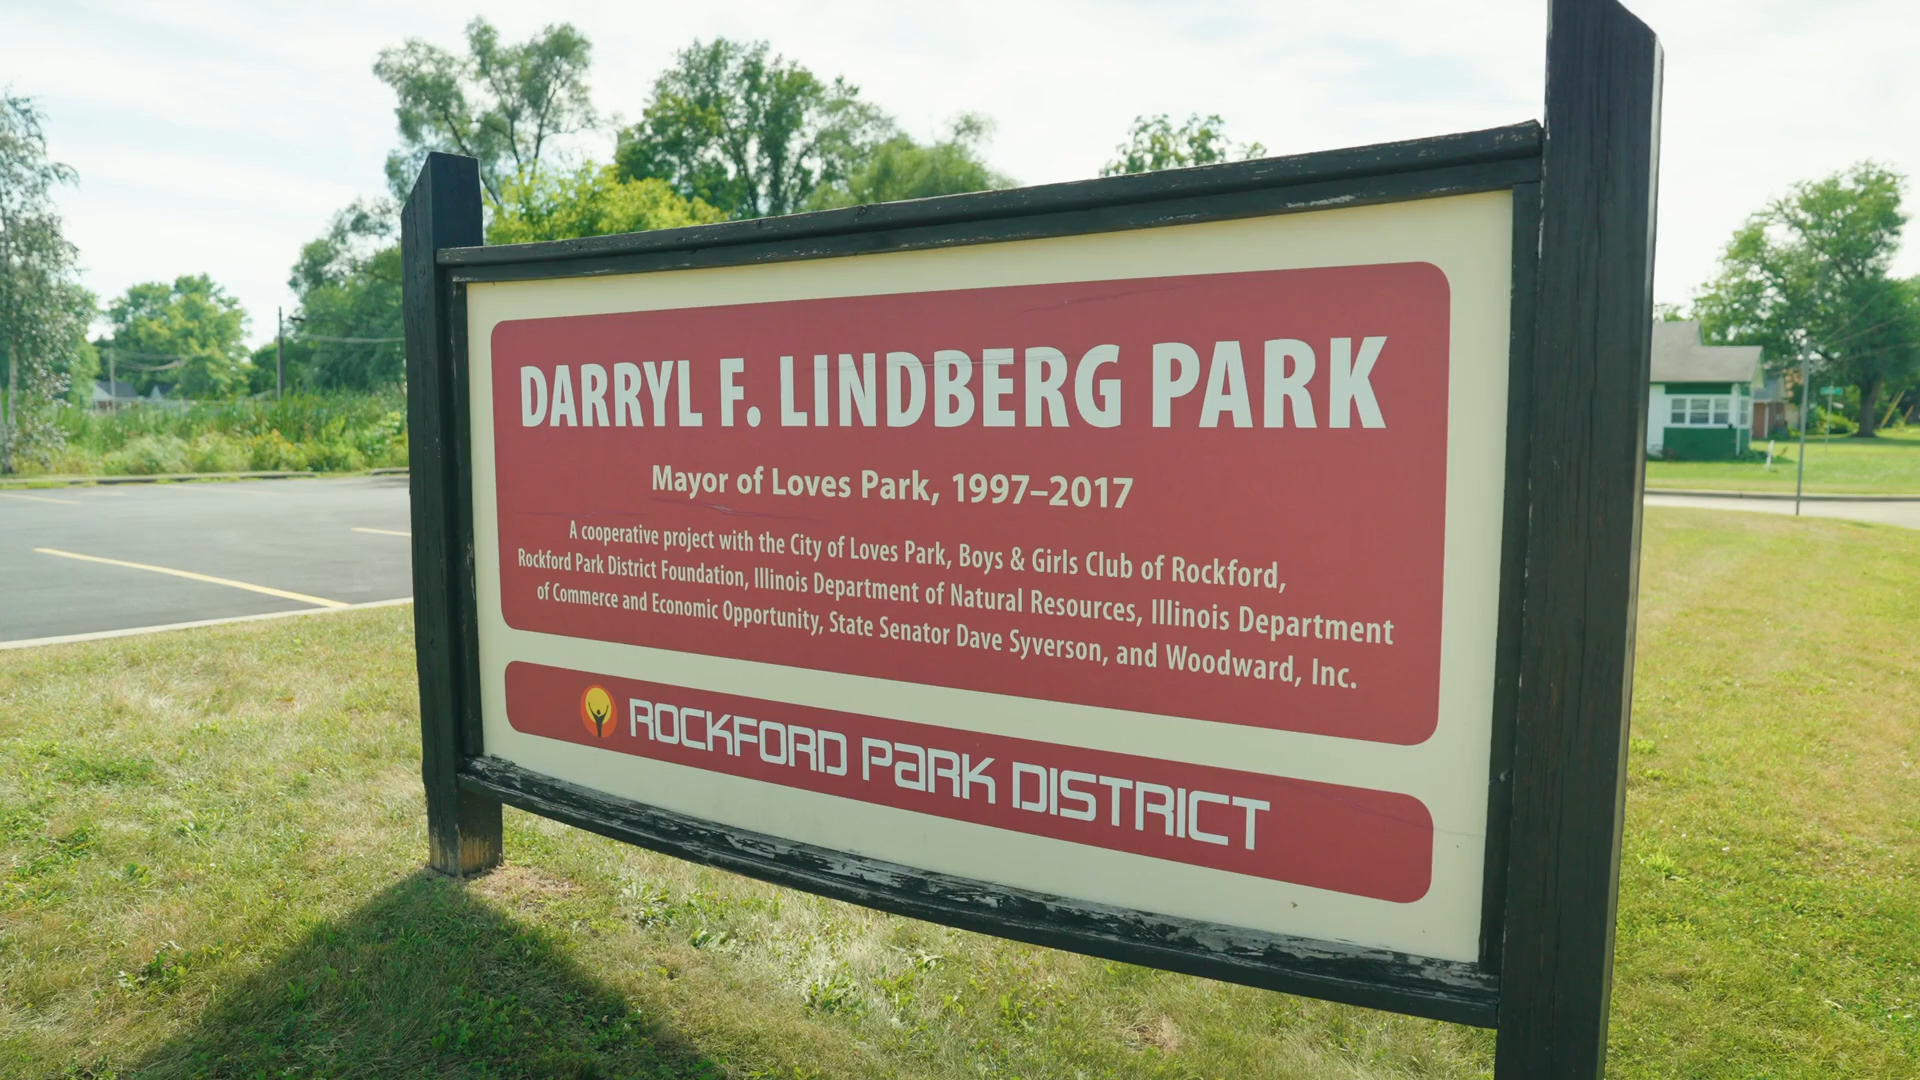 DARRYL F. LINDBERG PARK
Mayor of Loves Park, 1997–2017
A cooperative project with the City of Loves Park, Boys & Girls Club of Rockford,
Rockford Park District Foundation, Illinois Department of Natural Resources, Illinois Department
of Commerce and Economic Opportunity, State Senator Dave Syverson, and Woodward, Inc.
ROCKFORD PARK DISTRICT